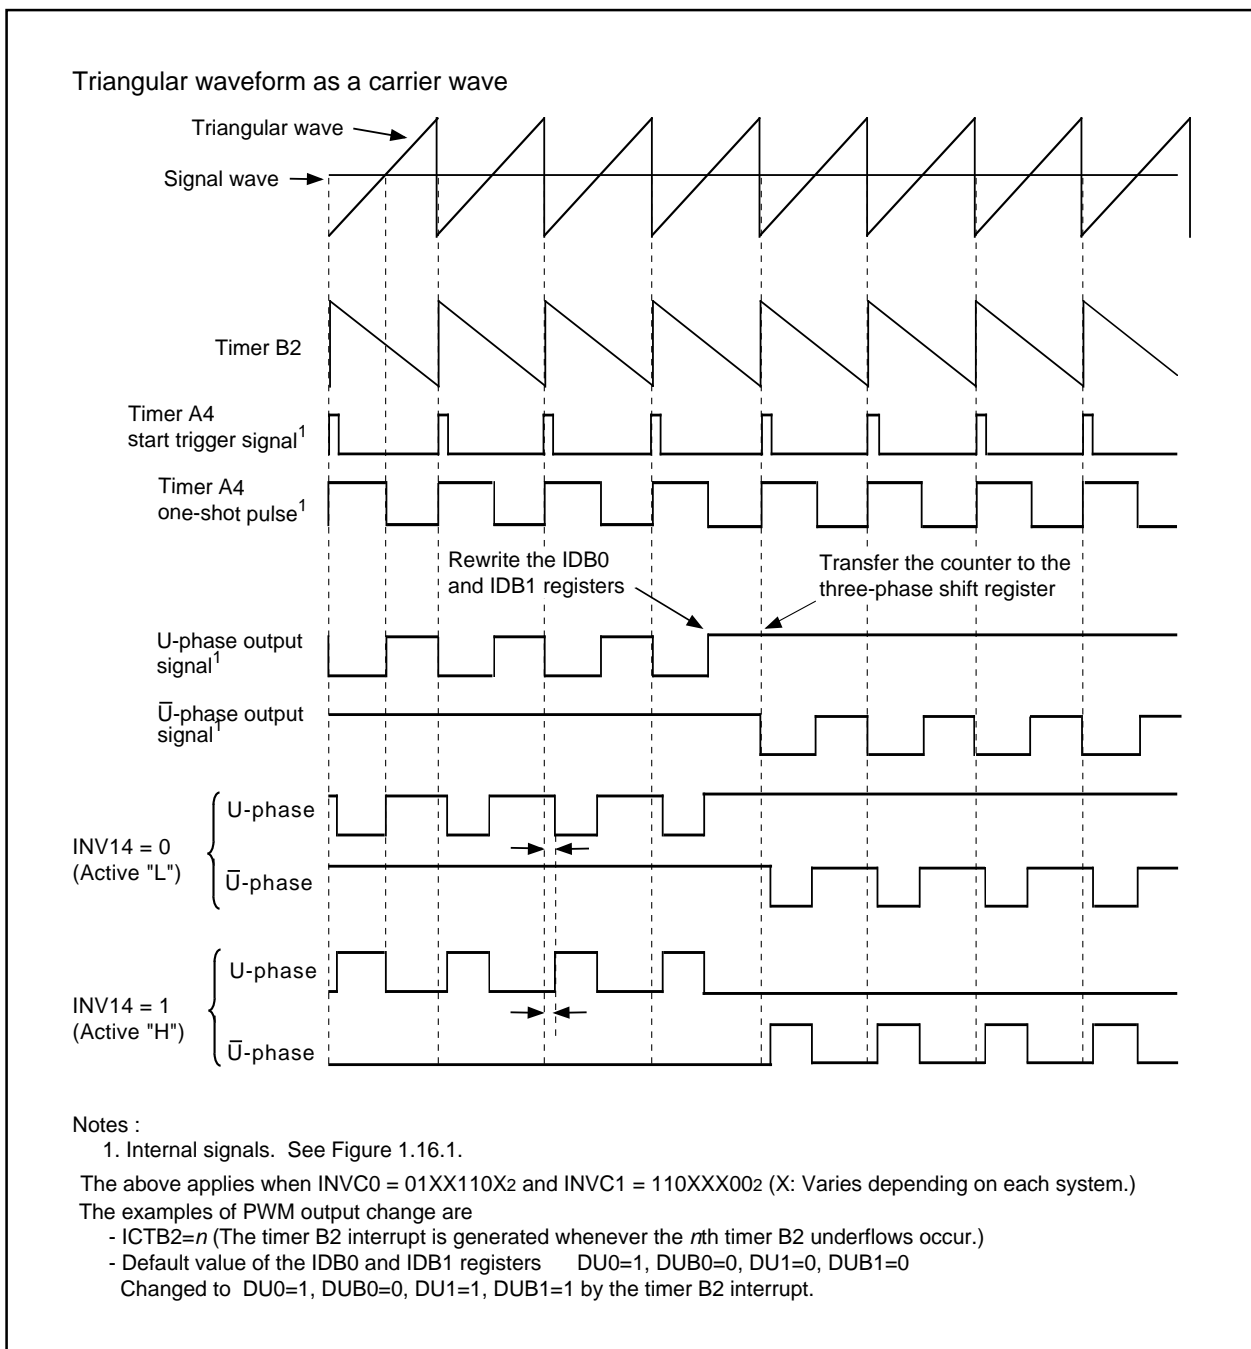 Triangular waveform as a carrier wave
Triangular wave
Signal wave
Timer B2
Timer A4
start trigger signal1
Timer A4
one-shot pulse1
Rewrite the IDB0
and IDB1 registers
Transfer the counter to the
three-phase shift register
U-phase output
signal1
U̅-phase output
signal1
INV14 = 0
(Active "L")
U-phase
U̅-phase
INV14 = 1
(Active "H")
U-phase
U̅-phase
Notes :
1. Internal signals. See Figure 1.16.1.
The above applies when INVC0 = 01XX110X2 and INVC1 = 110XXX002 (X: Varies depending on each system.)
The examples of PWM output change are
- ICTB2=n (The timer B2 interrupt is generated whenever the nth timer B2 underflows occur.)
- Default value of the IDB0 and IDB1 registers DU0=1, DUB0=0, DU1=0, DUB1=0
Changed to DU0=1, DUB0=0, DU1=1, DUB1=1 by the timer B2 interrupt.